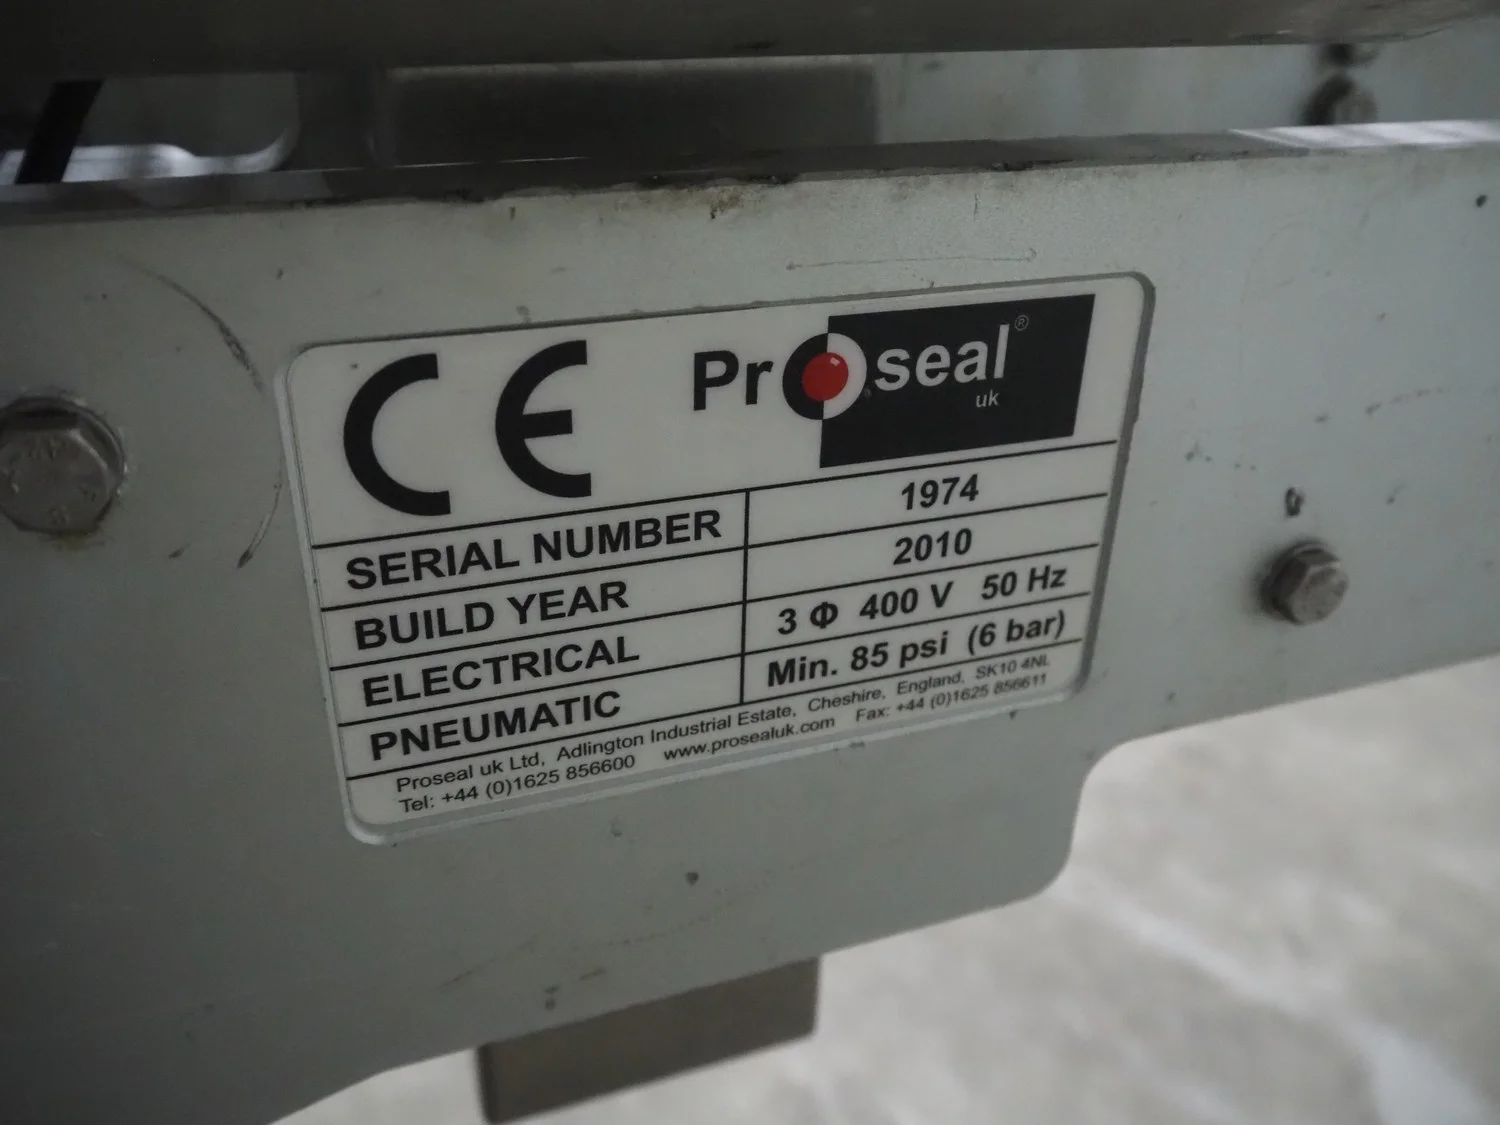 CE Proseal®
uk
SERIAL NUMBER 1974
BUILD YEAR 2010
ELECTRICAL 3 Φ 400 V 50 Hz
PNEUMATIC Min. 85 psi (6 bar)
Proseal uk Ltd, Adlington Industrial Estate, Cheshire, England, SK10 4NL
Tel: +44 (0)1625 856600 www.prosealuk.com Fax: +44 (0)1625 856611